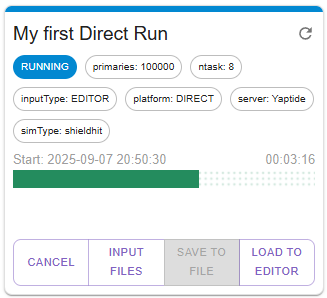 My first Direct Run
RUNNING primaries: 100000 ntask: 8
inputType: EDITOR platform: DIRECT server: Yaptide
simType: shieldhit
Start: 2025-09-07 20:50:30 00:03:16
CANCEL INPUT FILES SAVE TO FILE LOAD TO EDITOR